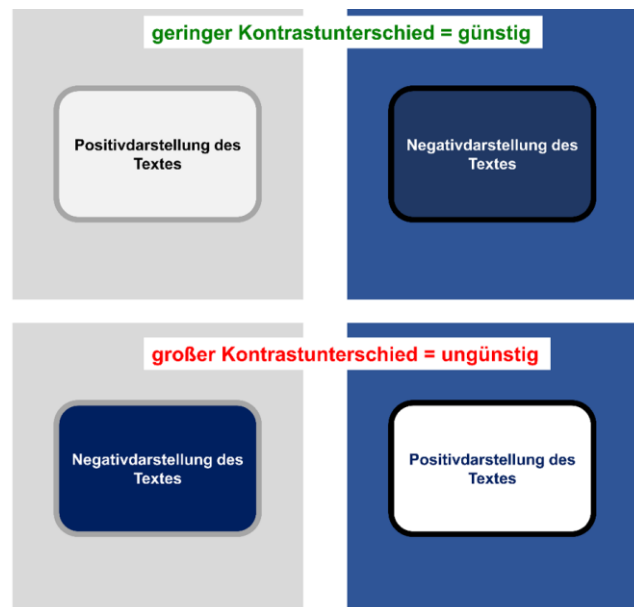 geringer Kontrastunterschied = günstig
Positivdarstellung des
Textes
Negativdarstellung des
Textes
großer Kontrastunterschied = ungünstig
Negativdarstellung des
Textes
Positivdarstellung des
Textes